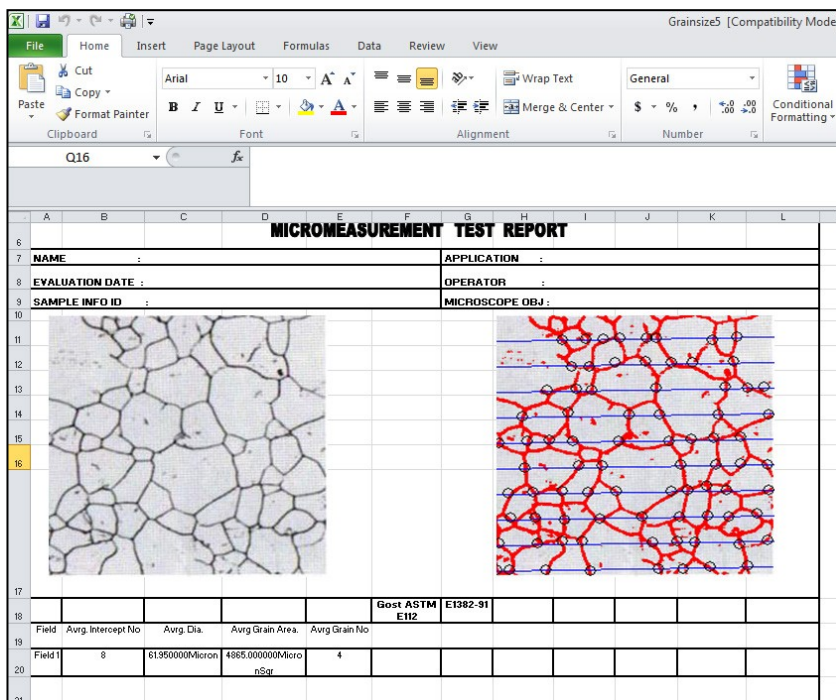 Grainsize5 [Compatibility Mode
File Home Insert Page Layout Formulas Data Review View
Cut
Copy
Format Painter
Paste
Clipboard
Arial 10 A A
B I U A
Font
Wrap Text
Merge & Center
Alignment
General
$ % , .0 .00 .00 .0
Number
Conditional
Formatting
Q16 fx
A B C D E F G H I J K L
6 MICROMEASUREMENT TEST REPORT
7 NAME : APPLICATION :
8 EVALUATION DATE : OPERATOR :
9 SAMPLE INFO ID : MICROSCOPE OBJ :
10
11
12
13
14
15
16
17
18 Gost ASTM E1382-91
E112
19 Field Avrg. Intercept No Avrg. Dia. Avrg Grain Area. Avrg Grain No
20 Field 1 8 61.950000Micron 4865.000000Micro 4
nSqr
21